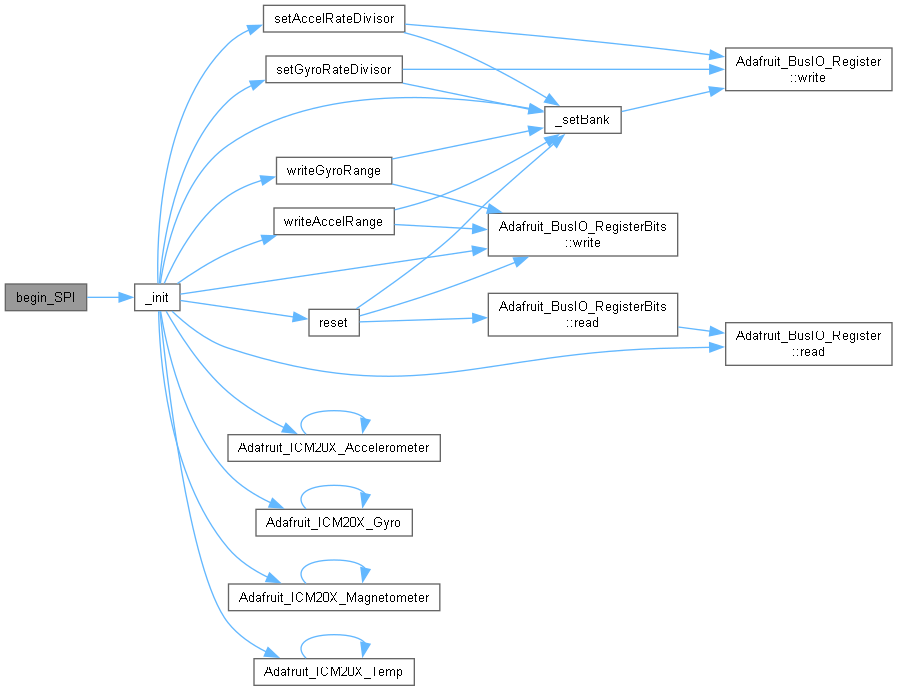 setAccelRateDivisor
setGyroRateDivisor
Adafruit_BusIO_Register
::write
_setBank
writeGyroRange
writeAccelRange
Adafruit_BusIO_RegisterBits
::write
begin_SPI
_init
reset
Adafruit_BusIO_RegisterBits
::read
Adafruit_BusIO_Register
::read
Adafruit_ICM20X_Accelerometer
Adafruit_ICM20X_Gyro
Adafruit_ICM20X_Magnetometer
Adafruit_ICM20X_Temp